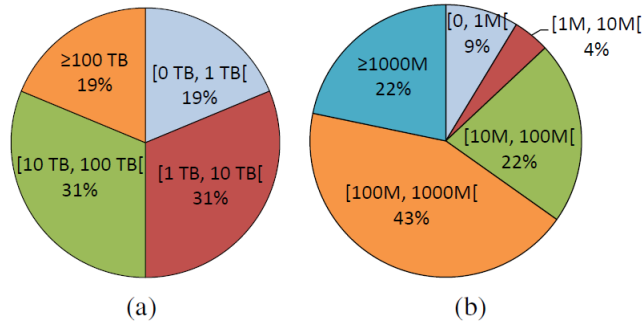 ≥100 TB
19%
[0 TB, 1 TB[
19%
[10 TB, 100 TB[
31%
[1 TB, 10 TB[
31%
(a)
≥1000M
22%
[0, 1M[
9%
[1M, 10M[
4%
[10M, 100M[
22%
[100M, 1000M[
43%
(b)